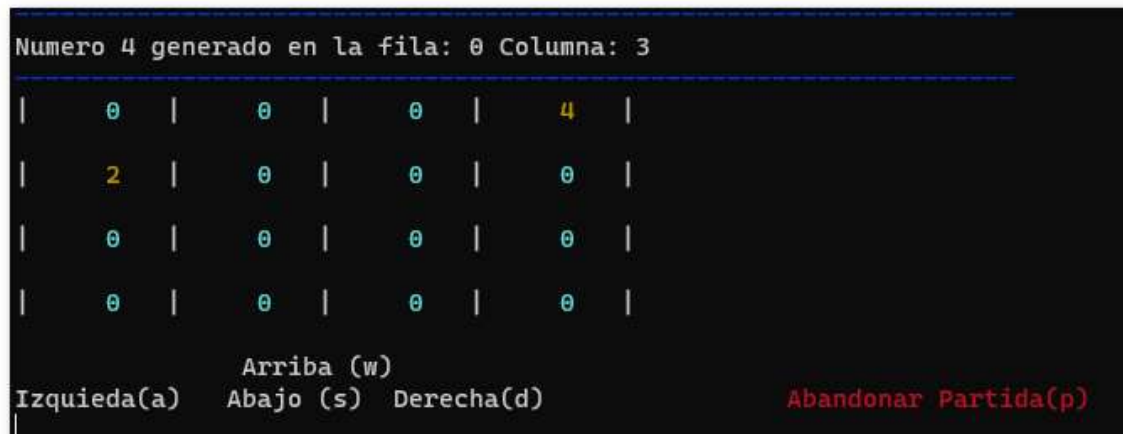 Numero 4 generado en la fila: 0 Columna: 3
| 0 | 0 | 0 | 4 |
| 2 | 0 | 0 | 0 |
| 0 | 0 | 0 | 0 |
| 0 | 0 | 0 | 0 |
Arriba (w)
Izquieda(a) Abajo (s) Derecha(d) Abandonar Partida(p)